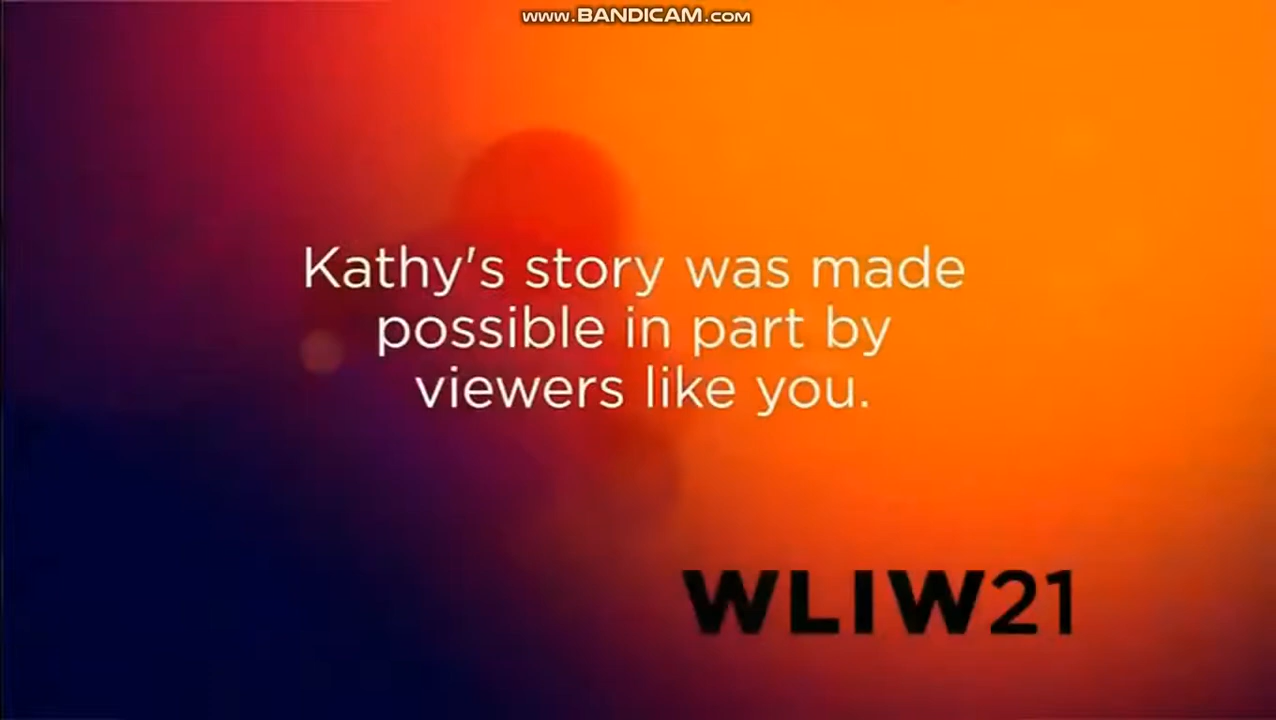 www.BANDICAM.com
Kathy's story was made
possible in part by
viewers like you.
WLIW21